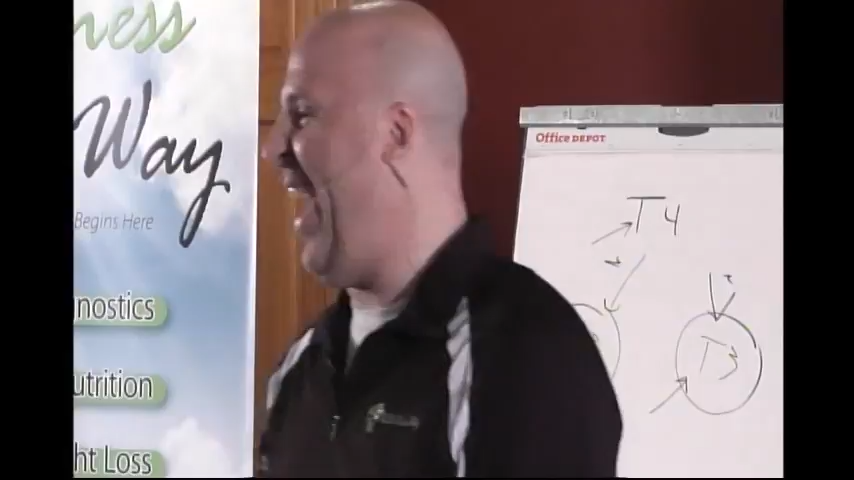 ness
Way
Begins Here
nostics
utrition
ht Loss
Office DEPOT
T4
T3